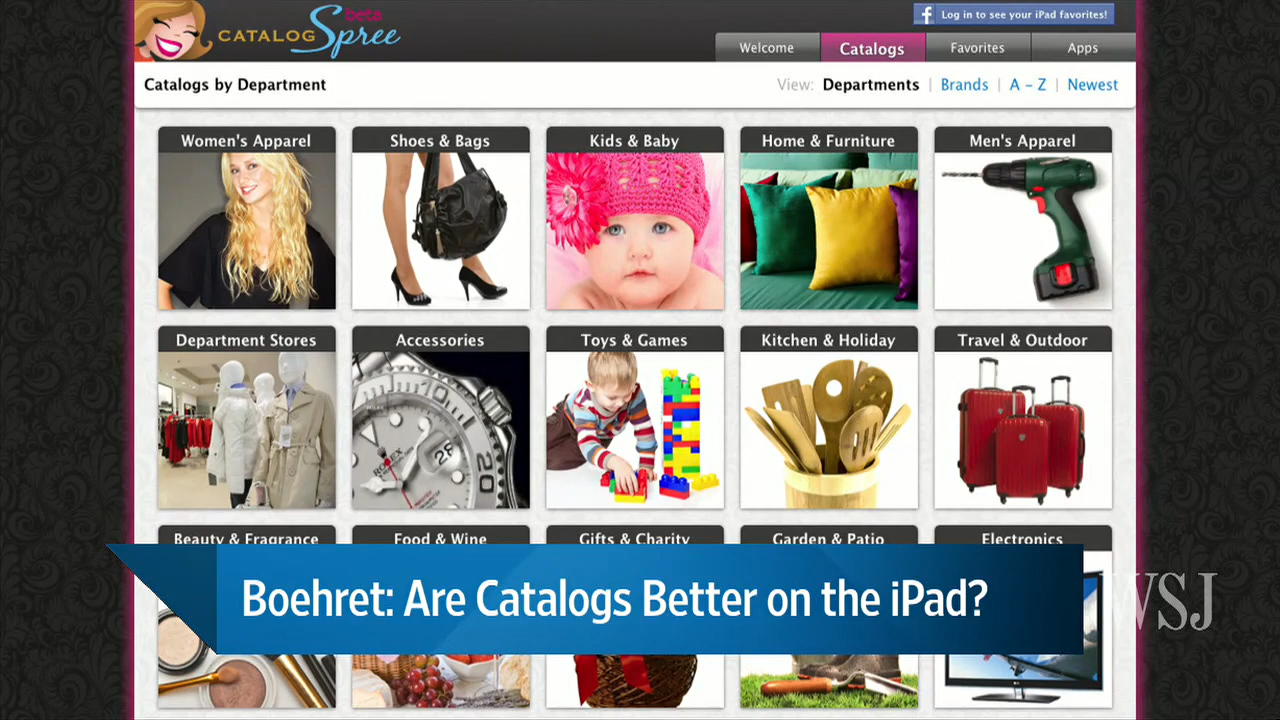 CATALOG Spree beta
Log in to see your iPad favorites!
Welcome
Catalogs
Favorites
Apps
Catalogs by Department
View: Departments | Brands | A – Z | Newest
Women's Apparel
Shoes & Bags
Kids & Baby
Home & Furniture
Men's Apparel
Department Stores
Accessories
Toys & Games
Kitchen & Holiday
Travel & Outdoor
ROLEX
28
20
Beauty & Fragrance
Food & Wine
Gifts & Charity
Garden & Patio
Electronics
Boehret: Are Catalogs Better on the iPad?
WSJ